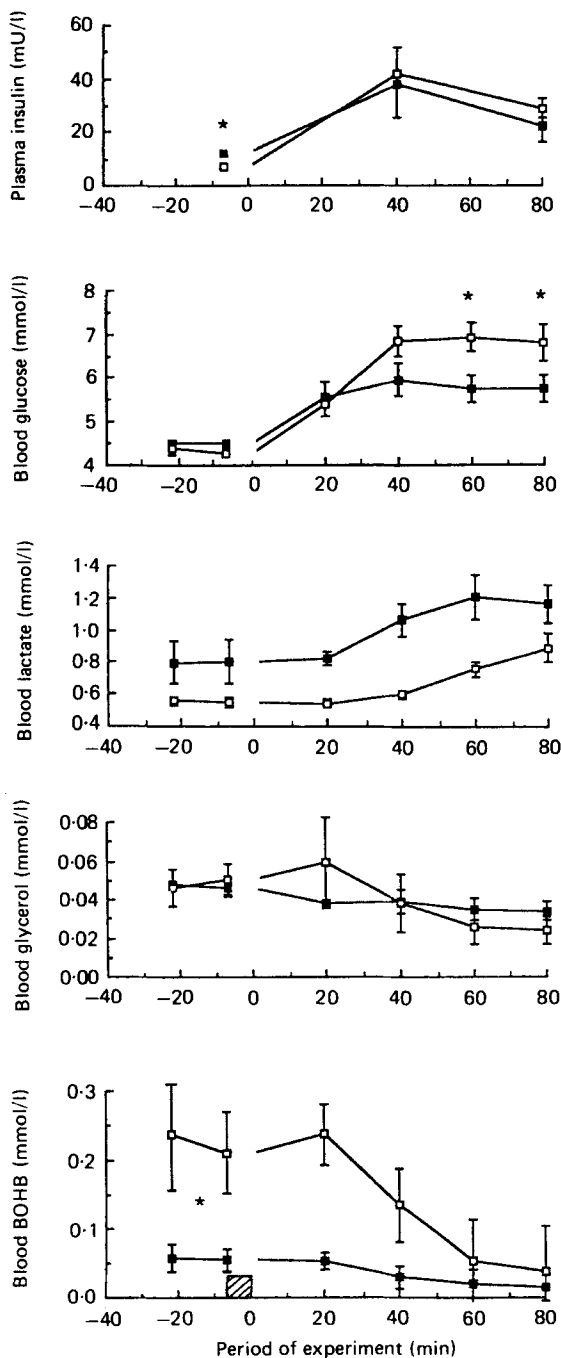 Plasma insulin (mU/l)
60
40
20
0
*
−40 −20 0 20 40 60 80
Blood glucose (mmol/l)
8
7
6
5
4
* *
−40 −20 0 20 40 60 80
Blood lactate (mmol/l)
1·4
1·2
1·0
0·8
0·6
0·4
−40 −20 0 20 40 60 80
Blood glycerol (mmol/l)
0·08
0·06
0·04
0·02
0·00
−40 −20 0 20 40 60 80
Blood BOHB (mmol/l)
0·3
0·2
0·1
0·0
*
−40 −20 0 20 40 60 80
Period of experiment (min)